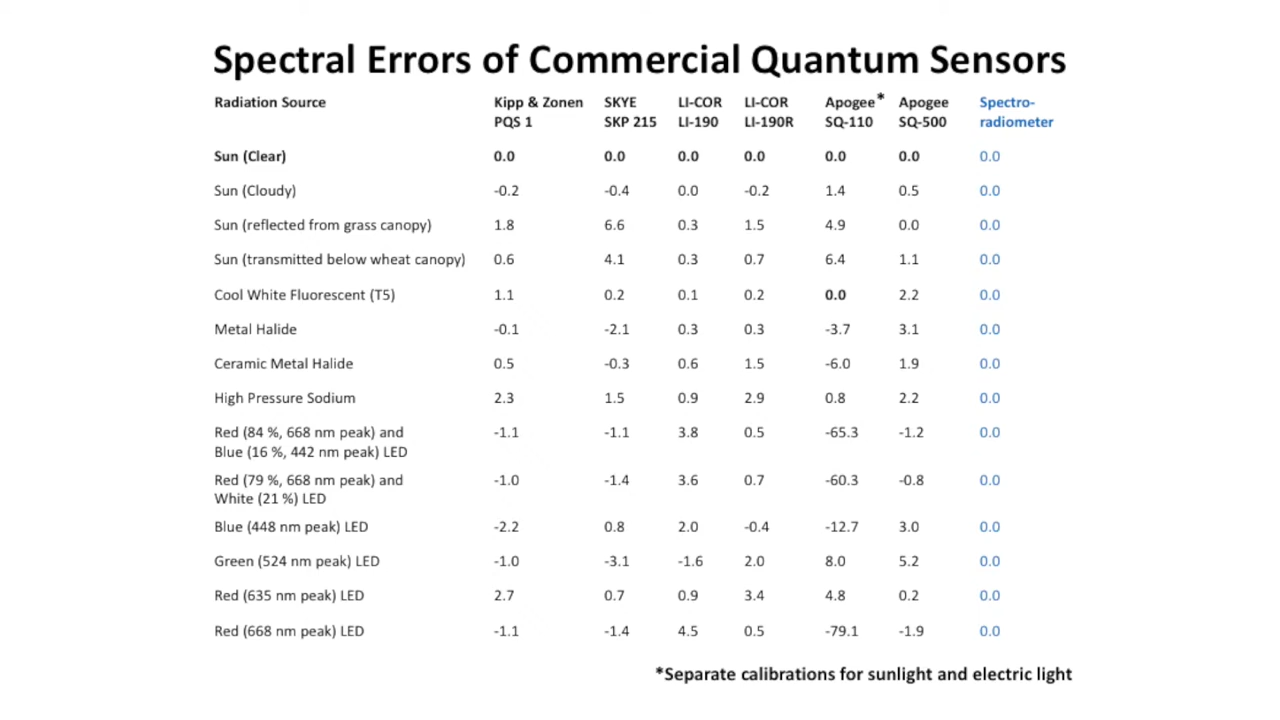 Spectral Errors of Commercial Quantum Sensors
Radiation Source Kipp & Zonen SKYE LI-COR LI-COR Apogee* Apogee Spectro-
PQS 1 SKP 215 LI-190 LI-190R SQ-110 SQ-500 radiometer
Sun (Clear) 0.0 0.0 0.0 0.0 0.0 0.0 0.0
Sun (Cloudy) -0.2 -0.4 0.0 -0.2 1.4 0.5 0.0
Sun (reflected from grass canopy) 1.8 6.6 0.3 1.5 4.9 0.0 0.0
Sun (transmitted below wheat canopy) 0.6 4.1 0.3 0.7 6.4 1.1 0.0
Cool White Fluorescent (T5) 1.1 0.2 0.1 0.2 0.0 2.2 0.0
Metal Halide -0.1 -2.1 0.3 0.3 -3.7 3.1 0.0
Ceramic Metal Halide 0.5 -0.3 0.6 1.5 -6.0 1.9 0.0
High Pressure Sodium 2.3 1.5 0.9 2.9 0.8 2.2 0.0
Red (84 %, 668 nm peak) and -1.1 -1.1 3.8 0.5 -65.3 -1.2 0.0
Blue (16 %, 442 nm peak) LED
Red (79 %, 668 nm peak) and -1.0 -1.4 3.6 0.7 -60.3 -0.8 0.0
White (21 %) LED
Blue (448 nm peak) LED -2.2 0.8 2.0 -0.4 -12.7 3.0 0.0
Green (524 nm peak) LED -1.0 -3.1 -1.6 2.0 8.0 5.2 0.0
Red (635 nm peak) LED 2.7 0.7 0.9 3.4 4.8 0.2 0.0
Red (668 nm peak) LED -1.1 -1.4 4.5 0.5 -79.1 -1.9 0.0
*Separate calibrations for sunlight and electric light